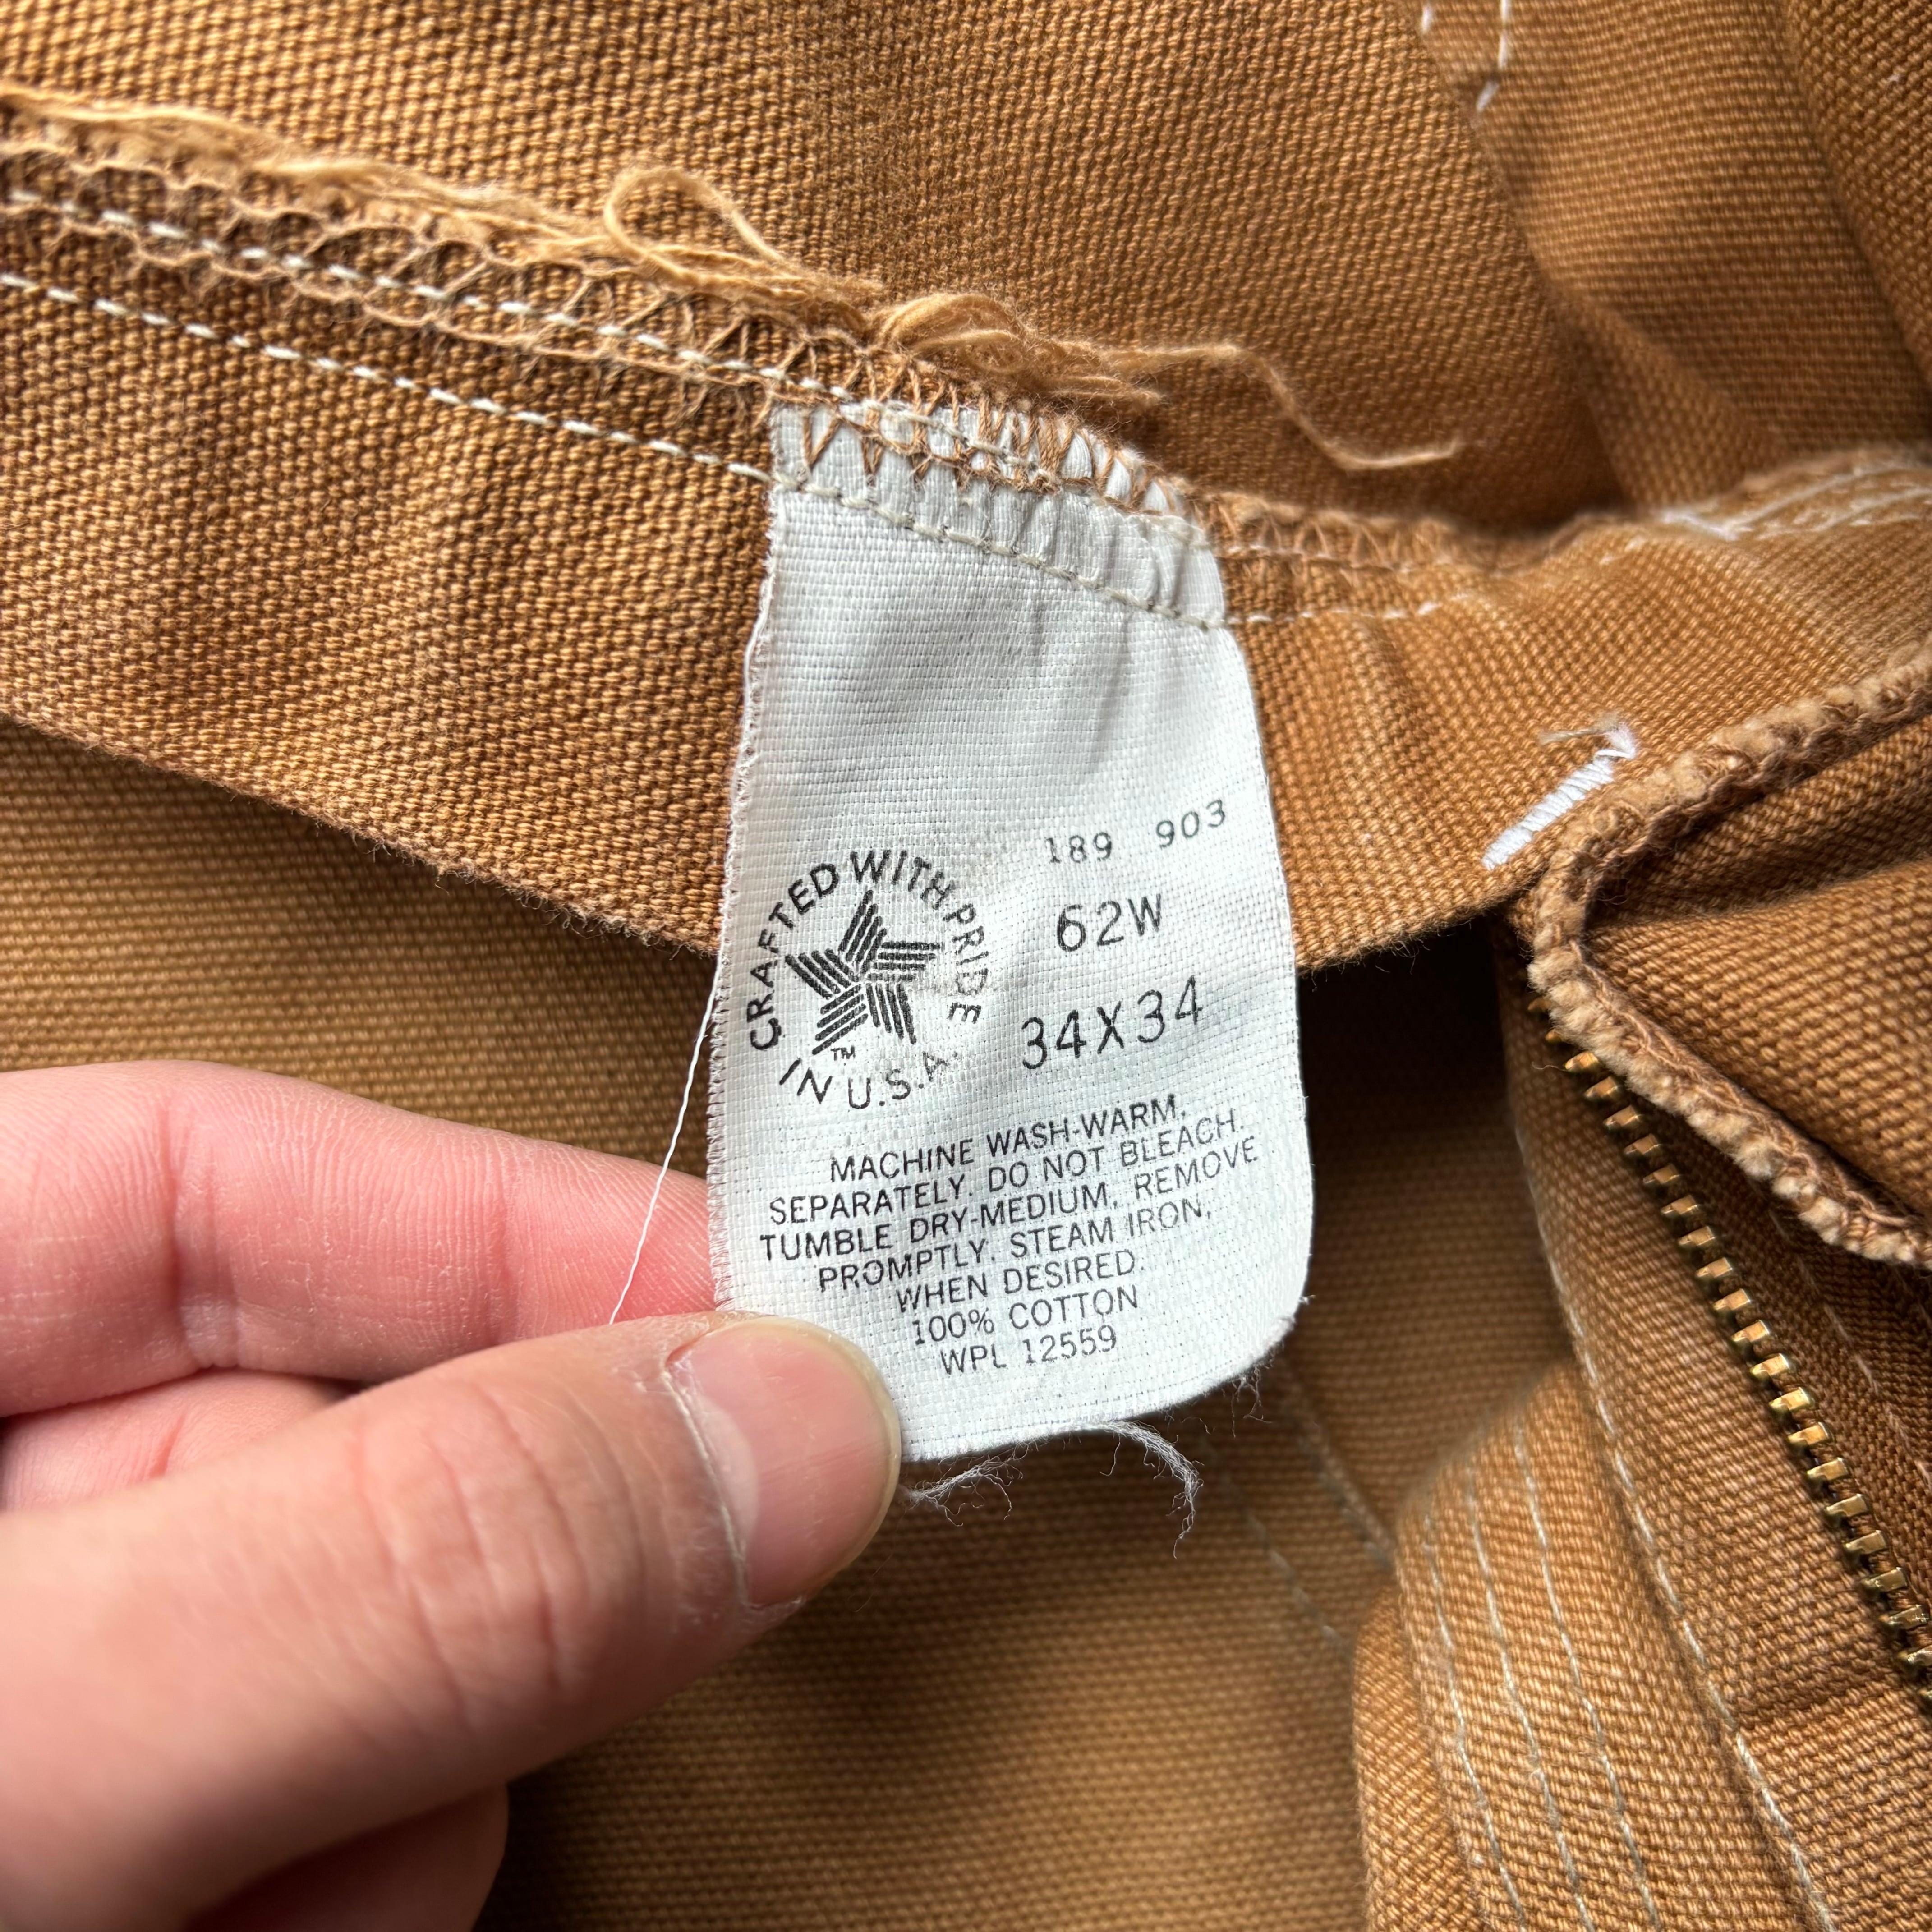 189 903
62W
34X34
CRAFTED WITH PRIDE
IN U.S.A.
TM
MACHINE WASH-WARM,
SEPARATELY. DO NOT BLEACH.
TUMBLE DRY-MEDIUM, REMOVE
PROMPTLY. STEAM IRON,
WHEN DESIRED.
100% COTTON
WPL 12559